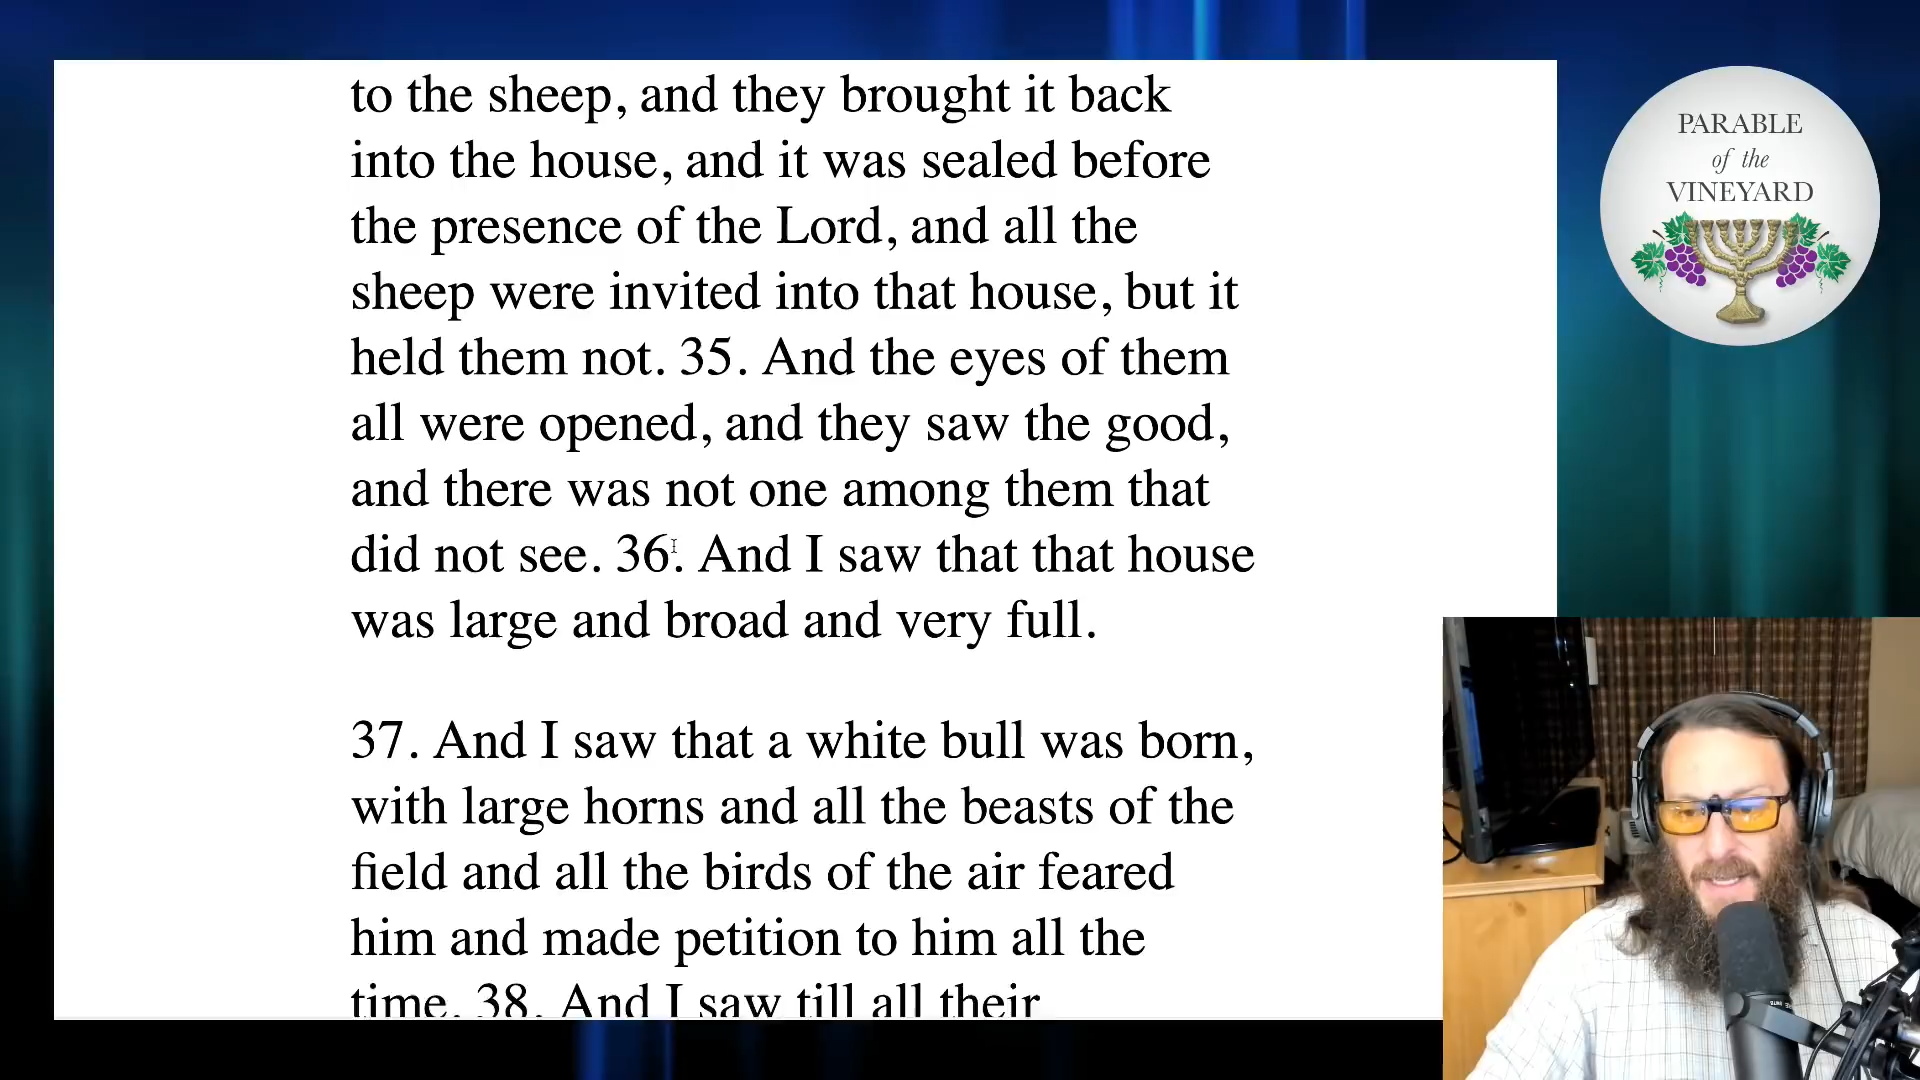 to the sheep, and they brought it back
into the house, and it was sealed before
the presence of the Lord, and all the
sheep were invited into that house, but it
held them not. 35. And the eyes of them
all were opened, and they saw the good,
and there was not one among them that
did not see. 36. And I saw that that house
was large and broad and very full.
37. And I saw that a white bull was born,
with large horns and all the beasts of the
field and all the birds of the air feared
him and made petition to him all the
time. 38. And I saw till all their
PARABLE
of the
VINEYARD